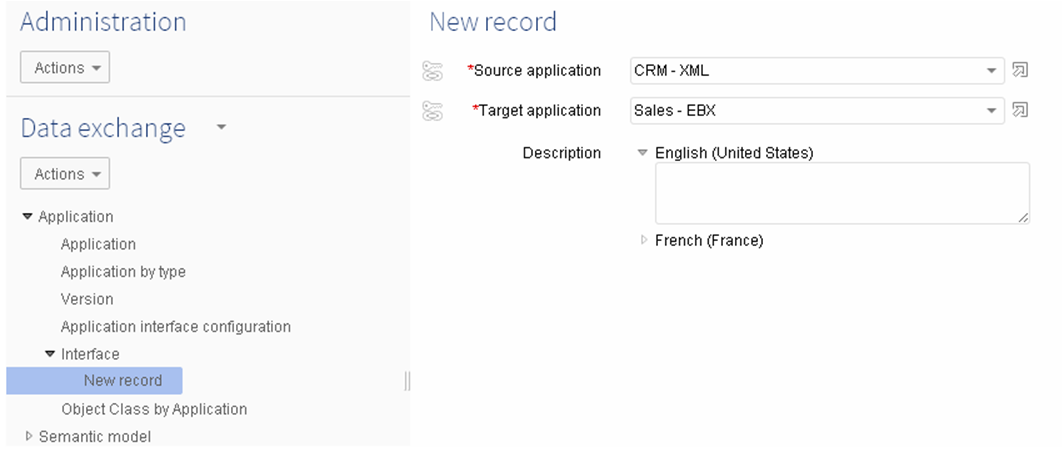 Administration
Actions
Data exchange
Actions
Application
Application
Application by type
Version
Application interface configuration
Interface
New record
Object Class by Application
Semantic model
New record
*Source application CRM - XML
*Target application Sales - EBX
Description English (United States)
French (France)